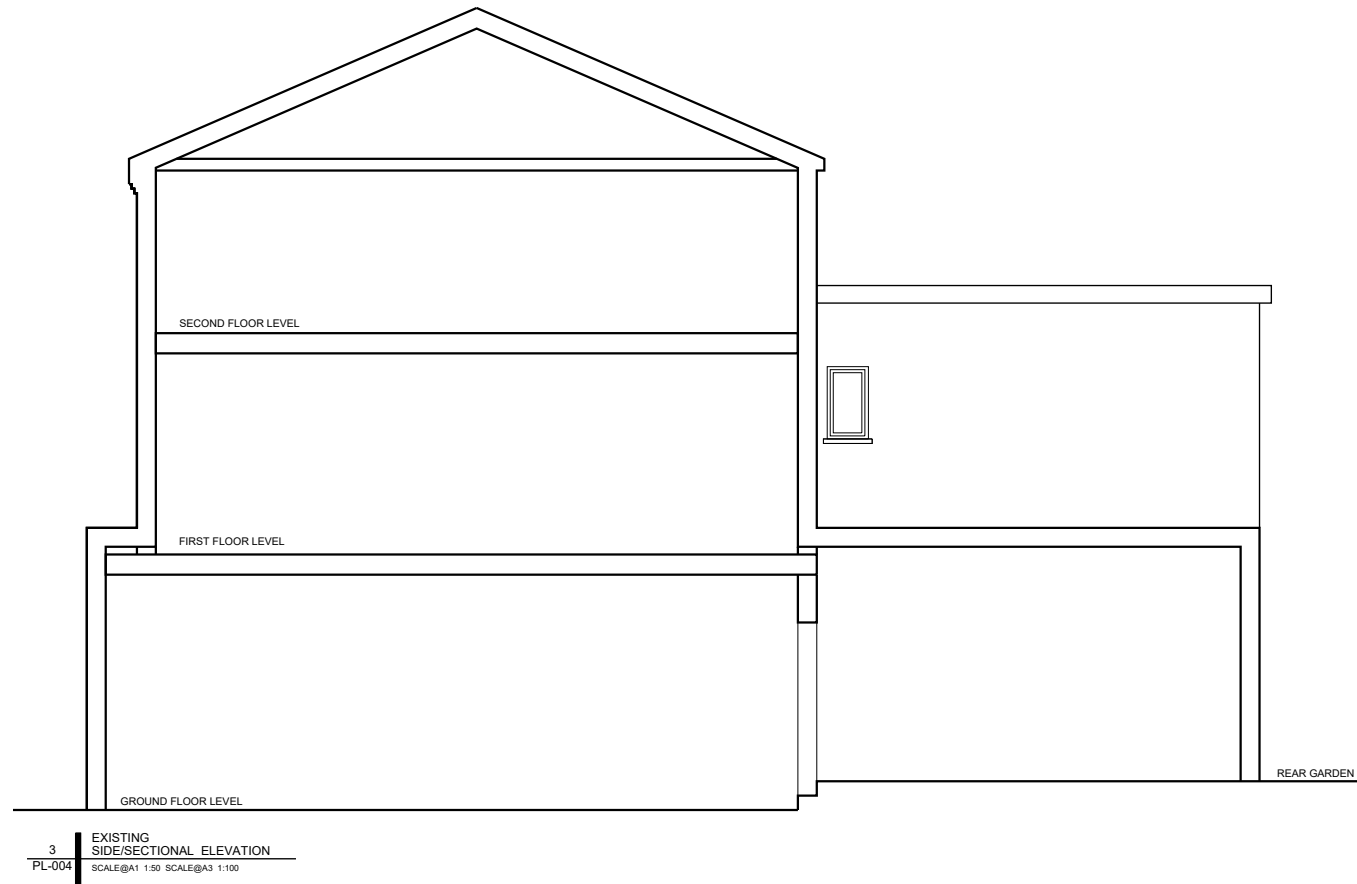 SECOND FLOOR LEVEL
FIRST FLOOR LEVEL
REAR GARDEN
GROUND FLOOR LEVEL
EXISTING
3 SIDE/SECTIONAL ELEVATION
PL-004 SCALE@A1 1:50 SCALE@A3 1:100